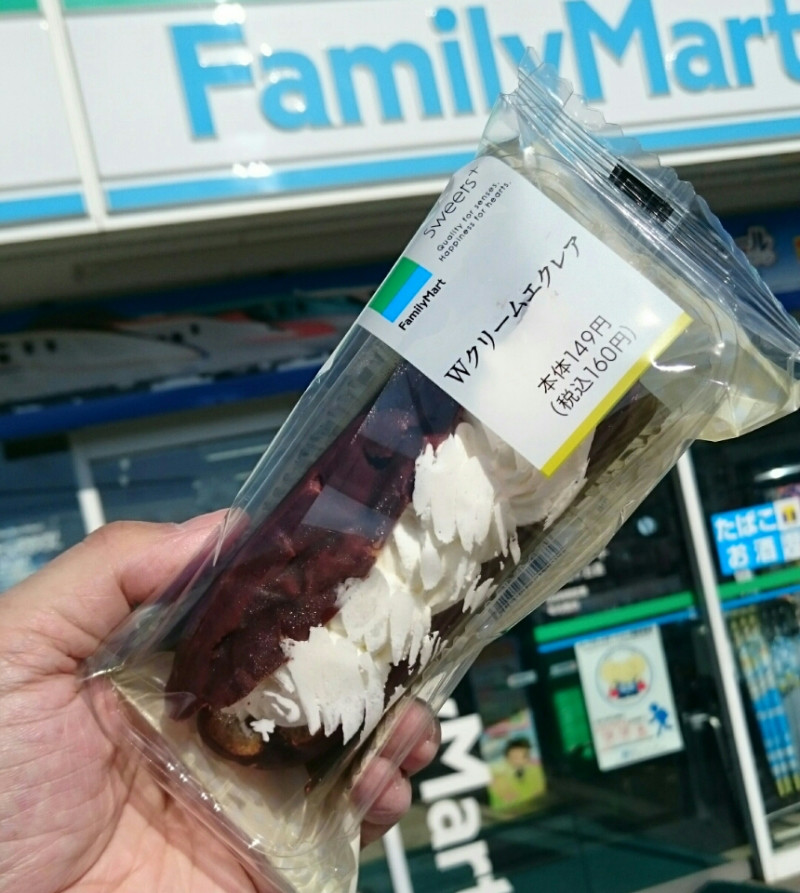 FamilyMart
sweets+
Quality for senses.
Happiness for hearts.
FamilyMart
Wクリームエクレア
本体149円
(税込160円)
たばこ
お酒
yMart